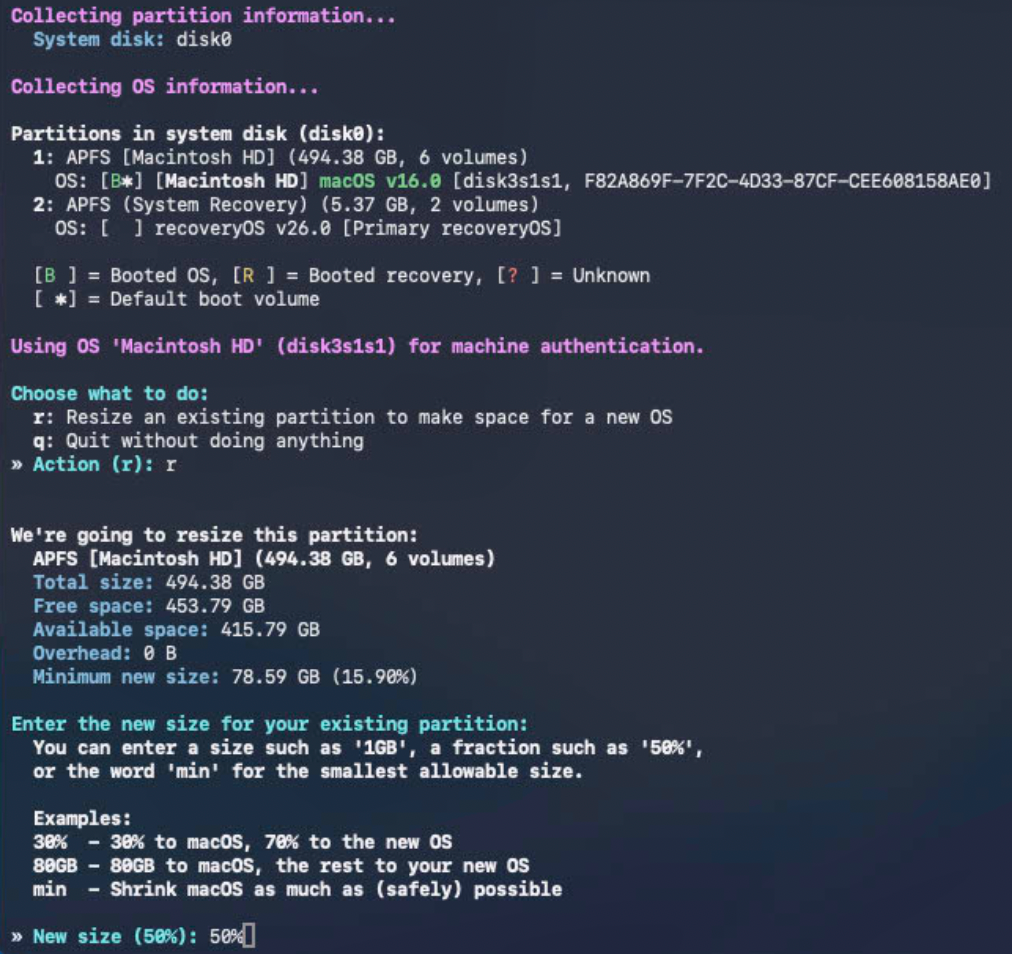 Collecting partition information...
System disk: disk0
Collecting OS information...
Partitions in system disk (disk0):
1: APFS [Macintosh HD] (494.38 GB, 6 volumes)
OS: [B*] [Macintosh HD] macOS v16.0 [disk3s1s1, F82A869F-7F2C-4D33-87CF-CEE608158AE0]
2: APFS (System Recovery) (5.37 GB, 2 volumes)
OS: [  ] recoveryOS v26.0 [Primary recoveryOS]
[B ] = Booted OS, [R ] = Booted recovery, [? ] = Unknown
[ *] = Default boot volume
Using OS 'Macintosh HD' (disk3s1s1) for machine authentication.
Choose what to do:
r: Resize an existing partition to make space for a new OS
q: Quit without doing anything
» Action (r): r
We're going to resize this partition:
APFS [Macintosh HD] (494.38 GB, 6 volumes)
Total size: 494.38 GB
Free space: 453.79 GB
Available space: 415.79 GB
Overhead: 0 B
Minimum new size: 78.59 GB (15.90%)
Enter the new size for your existing partition:
You can enter a size such as '1GB', a fraction such as '50%',
or the word 'min' for the smallest allowable size.
Examples:
30%  – 30% to macOS, 70% to the new OS
80GB – 80GB to macOS, the rest to your new OS
min  – Shrink macOS as much as (safely) possible
» New size (50%): 50%